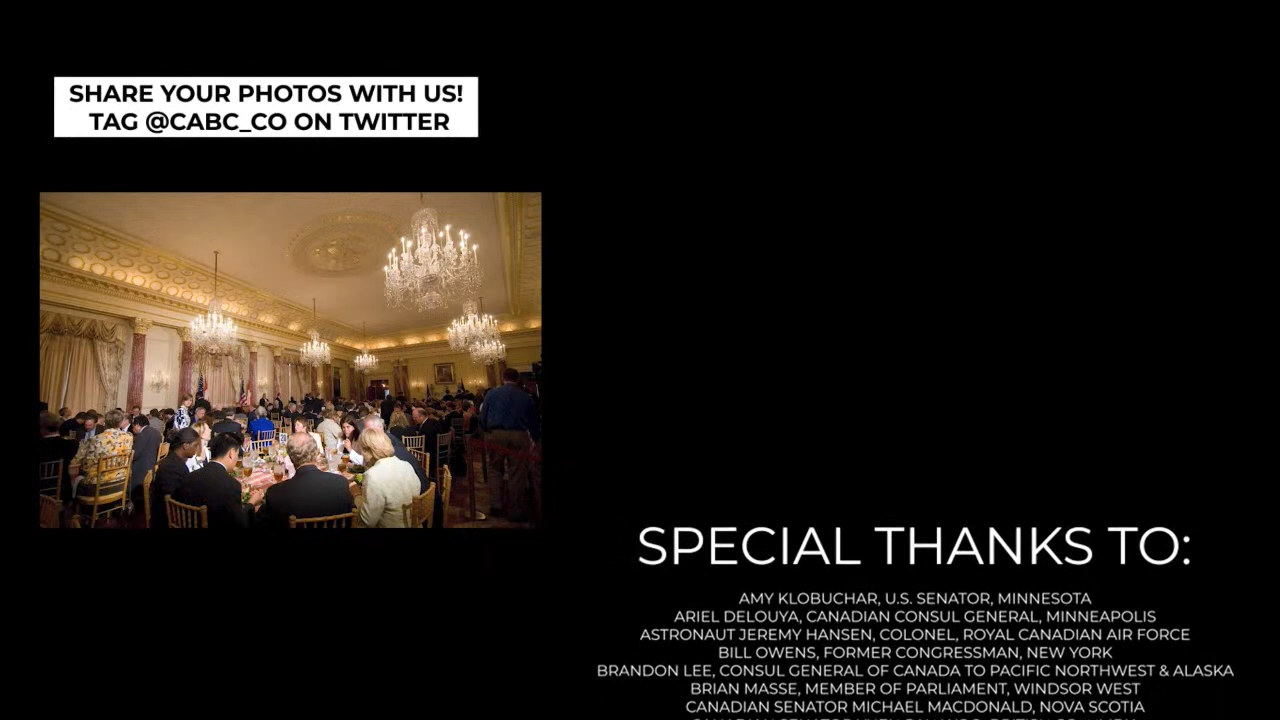 SHARE YOUR PHOTOS WITH US!
TAG @CABC_CO ON TWITTER
SPECIAL THANKS TO:
AMY KLOBUCHAR, U.S. SENATOR, MINNESOTA
ARIEL DELOUYA, CANADIAN CONSUL GENERAL, MINNEAPOLIS
ASTRONAUT JEREMY HANSEN, COLONEL, ROYAL CANADIAN AIR FORCE
BILL OWENS, FORMER CONGRESSMAN, NEW YORK
BRANDON LEE, CONSUL GENERAL OF CANADA TO PACIFIC NORTHWEST & ALASKA
BRIAN MASSE, MEMBER OF PARLIAMENT, WINDSOR WEST
CANADIAN SENATOR MICHAEL MACDONALD, NOVA SCOTIA